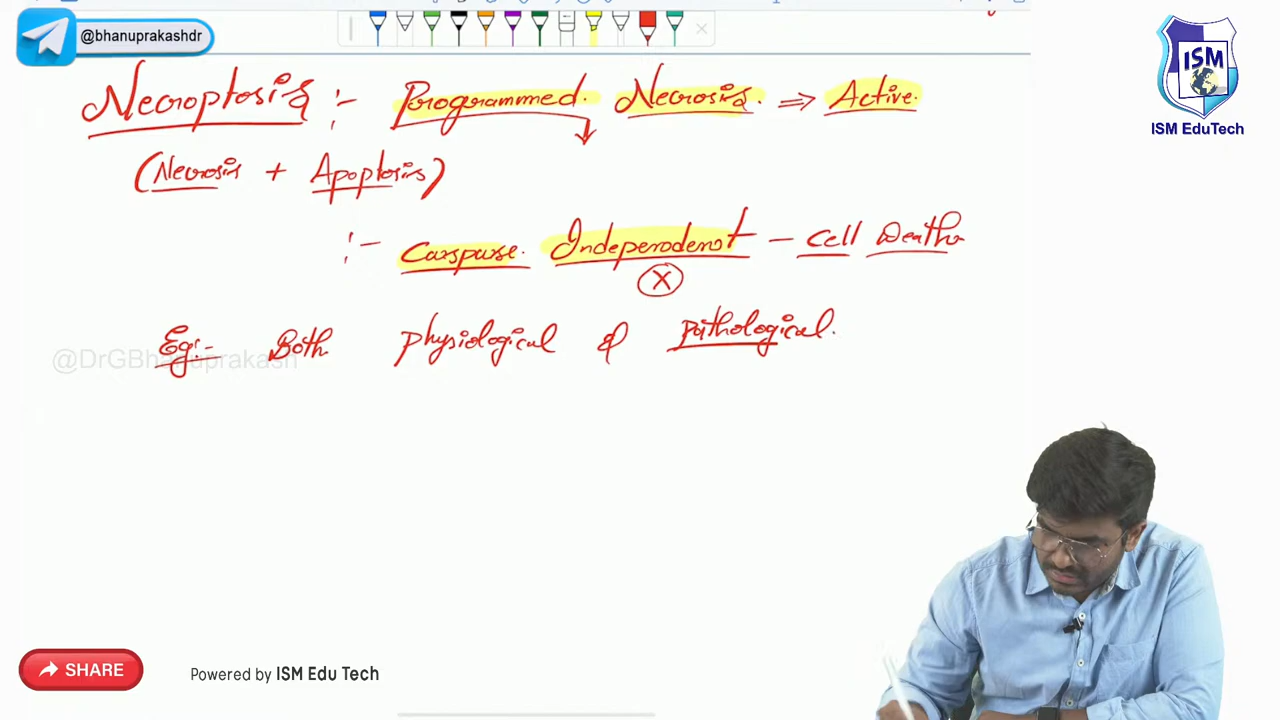 @bhanuprakashdr
ISM
ISM EduTech
Necroptosis :- Programmed Necrosis. ⇒ Active.
(Necrosis + Apoptosis)
:- Caspase Independent - cell Death
X
Eg:- Both physiological & pathological.
@DrGBhanuprakash
SHARE
Powered by ISM Edu Tech